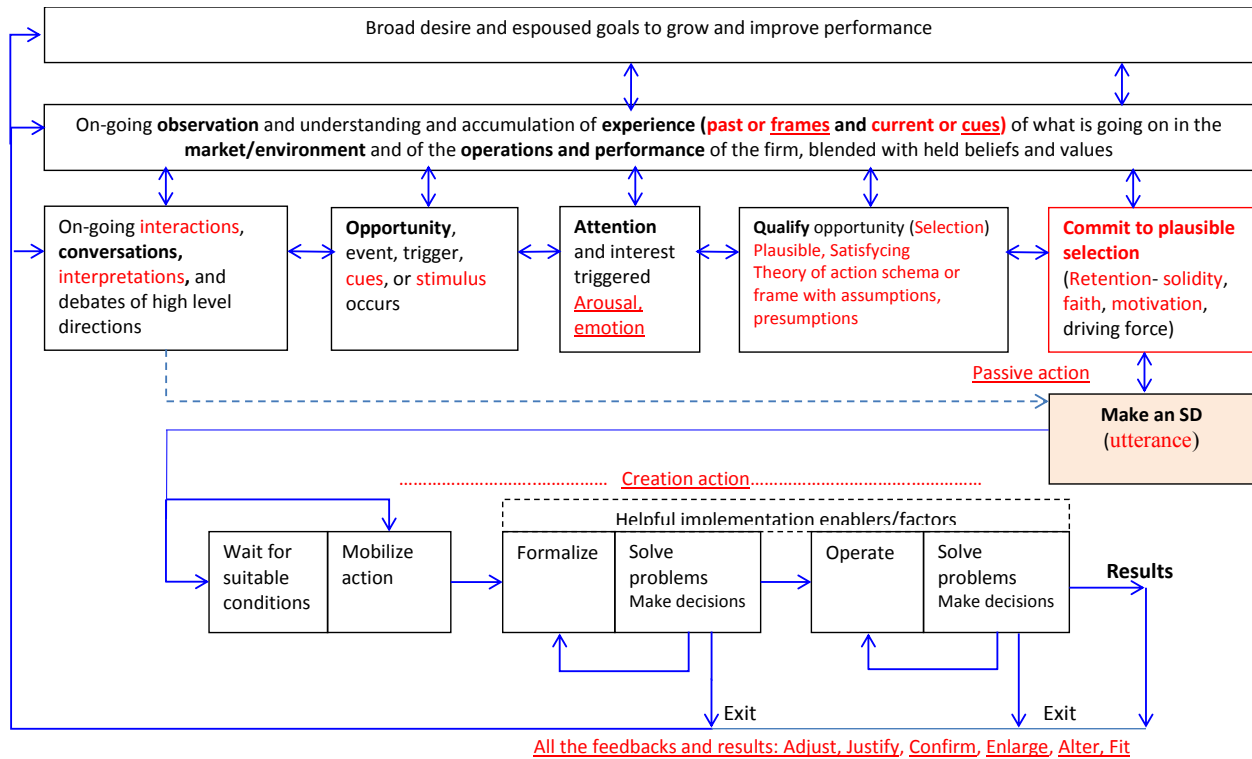 Broad desire and espoused goals to grow and improve performance
On-going observation and understanding and accumulation of experience (past or frames and current or cues) of what is going on in the
market/environment and of the operations and performance of the firm, blended with held beliefs and values
On-going interactions,
conversations,
interpretations, and
debates of high level
directions
Opportunity,
event, trigger,
cues, or stimulus
occurs
Attention
and interest
triggered
Arousal,
emotion
Qualify opportunity (Selection)
Plausible, Satisfycing
Theory of action schema or
frame with assumptions,
presumptions
Commit to plausible
selection
(Retention- solidity,
faith, motivation,
driving force)
Passive action
Make an SD
(utterance)
……………………..…………… Creation action……………………………………
Helpful implementation enablers/factors
Wait for
suitable
conditions
Mobilize
action
Formalize
Solve
problems
Make decisions
Operate
Solve
problems
Make decisions
Results
Exit
Exit
All the feedbacks and results: Adjust, Justify, Confirm, Enlarge, Alter, Fit